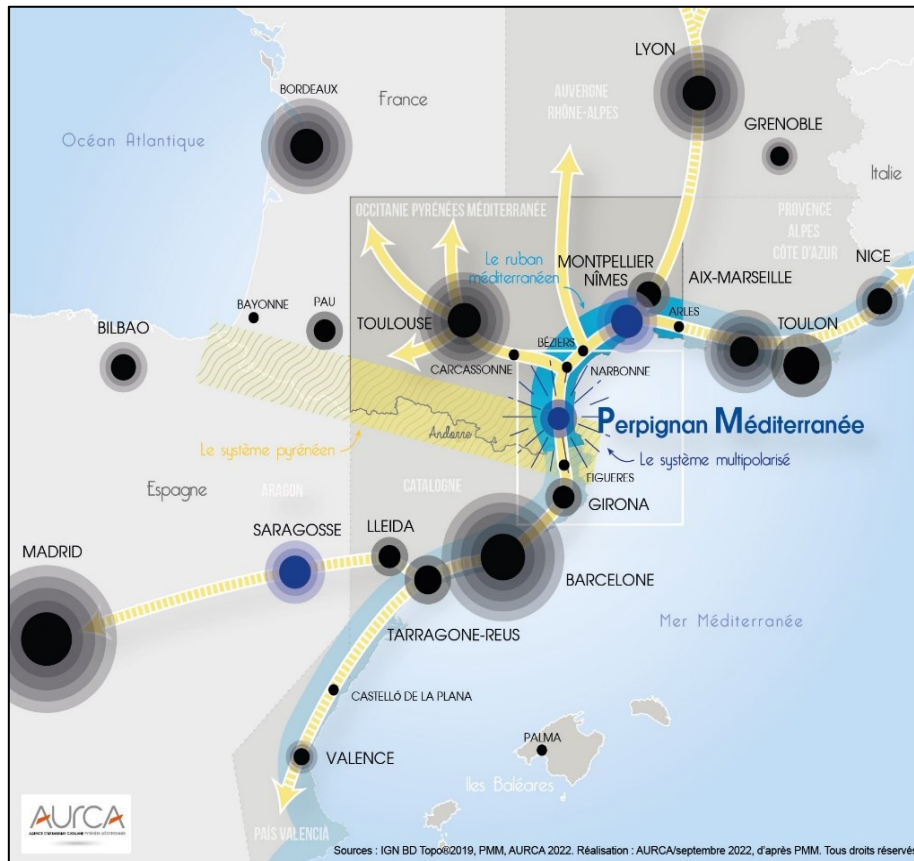 LYON
BORDEAUX
France
AUVERGNE
RHÔNE-ALPES
Océan Atlantique
GRENOBLE
Italie
OCCITANIE PYRÉNÉES MÉDITERRANÉE
PROVENCE
ALPES
CÔTE D'AZUR
Le ruban
méditerranéen
MONTPELLIER
NÎMES
NICE
AIX-MARSEILLE
BAYONNE
PAU
TOULOUSE
ARLES
TOULON
BILBAO
BÉZIERS
CARCASSONNE
NARBONNE
Perpignan Méditerranée
Andorre
Le système pyrénéen
Le système multipolarisé
FIGUERES
Espagne
ARAGON
CATALOGNE
GIRONA
SARAGOSSE
LLEIDA
MADRID
BARCELONE
Mer Méditerranée
TARRAGONE-REUS
CASTELLó DE LA PLANA
PALMA
VALENCE
Iles Baléares
AURCA
PAÍS VALENCIÀ
Sources : IGN BD Topo®2019, PMM, AURCA 2022. Réalisation : AURCA/septembre 2022, d'après PMM. Tous droits réservés